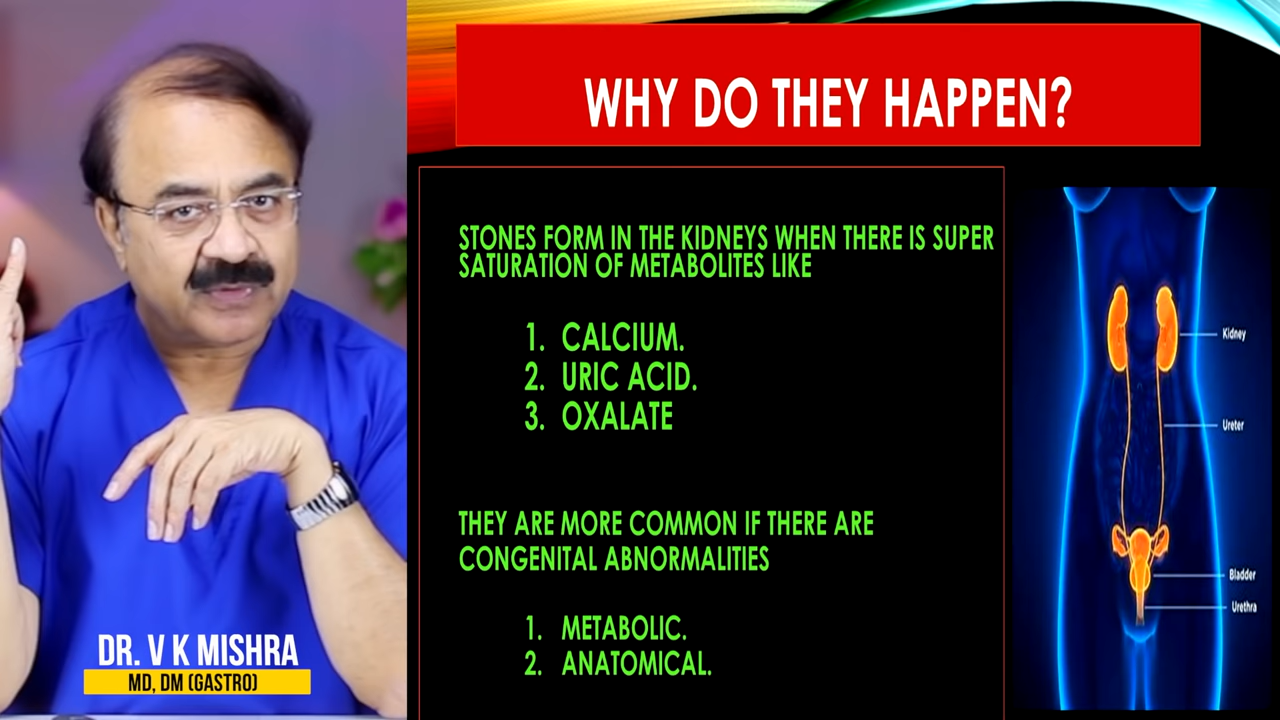 WHY DO THEY HAPPEN?
STONES FORM IN THE KIDNEYS WHEN THERE IS SUPER
SATURATION OF METABOLITES LIKE
1. CALCIUM.
2. URIC ACID.
3. OXALATE
THEY ARE MORE COMMON IF THERE ARE
CONGENITAL ABNORMALITIES
1. METABOLIC.
2. ANATOMICAL.
Kidney
Ureter
Bladder
Urethra
DR. V K MISHRA
MD, DM (GASTRO)